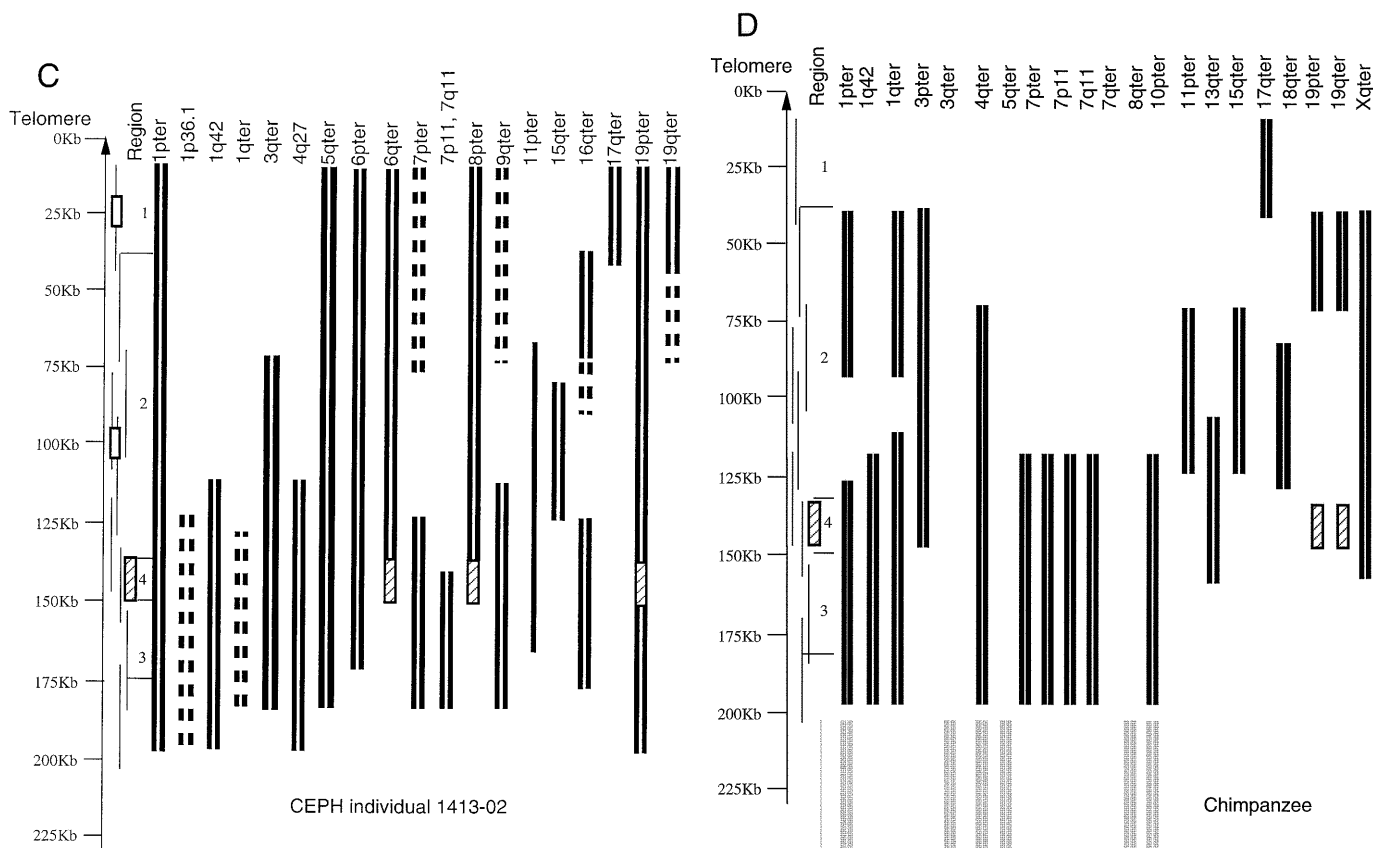 C
Telomere
Region
1pter
1p36.1
1q42
1qter
3qter
4q27
5qter
6pter
6qter
7pter
7p11, 7q11
8pter
9qter
11pter
15qter
16qter
17qter
19pter
19qter
0Kb
25Kb
50Kb
75Kb
100Kb
125Kb
150Kb
175Kb
200Kb
225Kb
1
2
4
3
CEPH individual 1413-02
D
Telomere
Region
1pter
1q42
1qter
3pter
3qter
4qter
5qter
7pter
7p11
7q11
7qter
8qter
10pter
11pter
13qter
15qter
17qter
18qter
19pter
19qter
Xqter
0Kb
25Kb
50Kb
75Kb
100Kb
125Kb
150Kb
175Kb
200Kb
225Kb
1
2
4
3
Chimpanzee